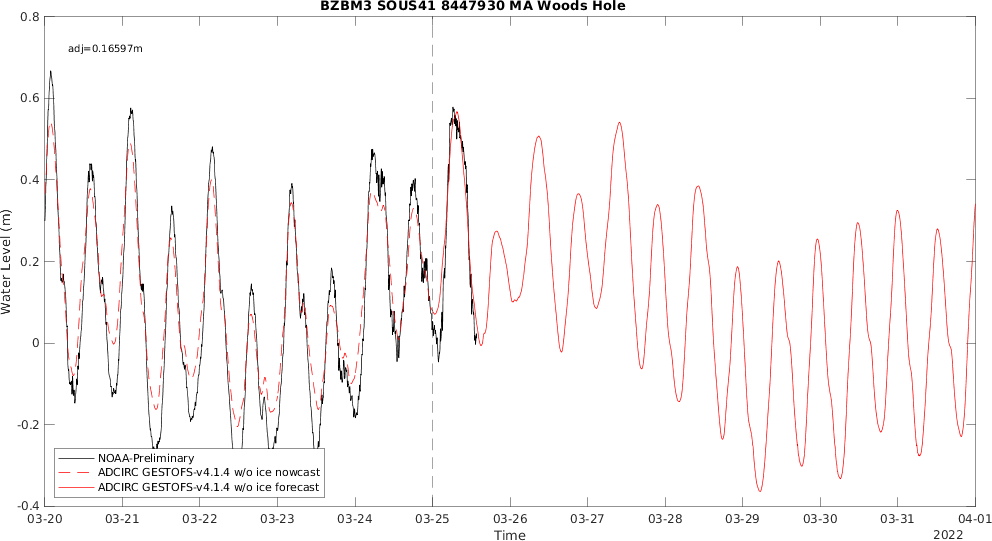 BZBM3 SOUS41 8447930 MA Woods Hole
adj=0.16597m
Water Level (m)
0.8
0.6
0.4
0.2
0
-0.2
-0.4
NOAA-Preliminary
ADCIRC GESTOFS-v4.1.4 w/o ice nowcast
ADCIRC GESTOFS-v4.1.4 w/o ice forecast
03-20 03-21 03-22 03-23 03-24 03-25 03-26 03-27 03-28 03-29 03-30 03-31 04-01
Time
2022